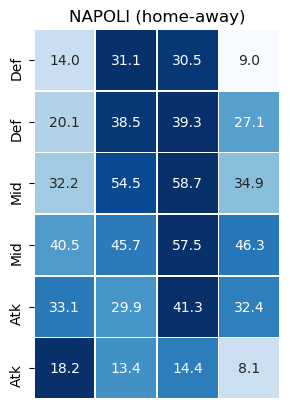 NAPOLI (home-away)
Def 14.0 31.1 30.5 9.0
Def 20.1 38.5 39.3 27.1
Mid 32.2 54.5 58.7 34.9
Mid 40.5 45.7 57.5 46.3
Atk 33.1 29.9 41.3 32.4
Atk 18.2 13.4 14.4 8.1